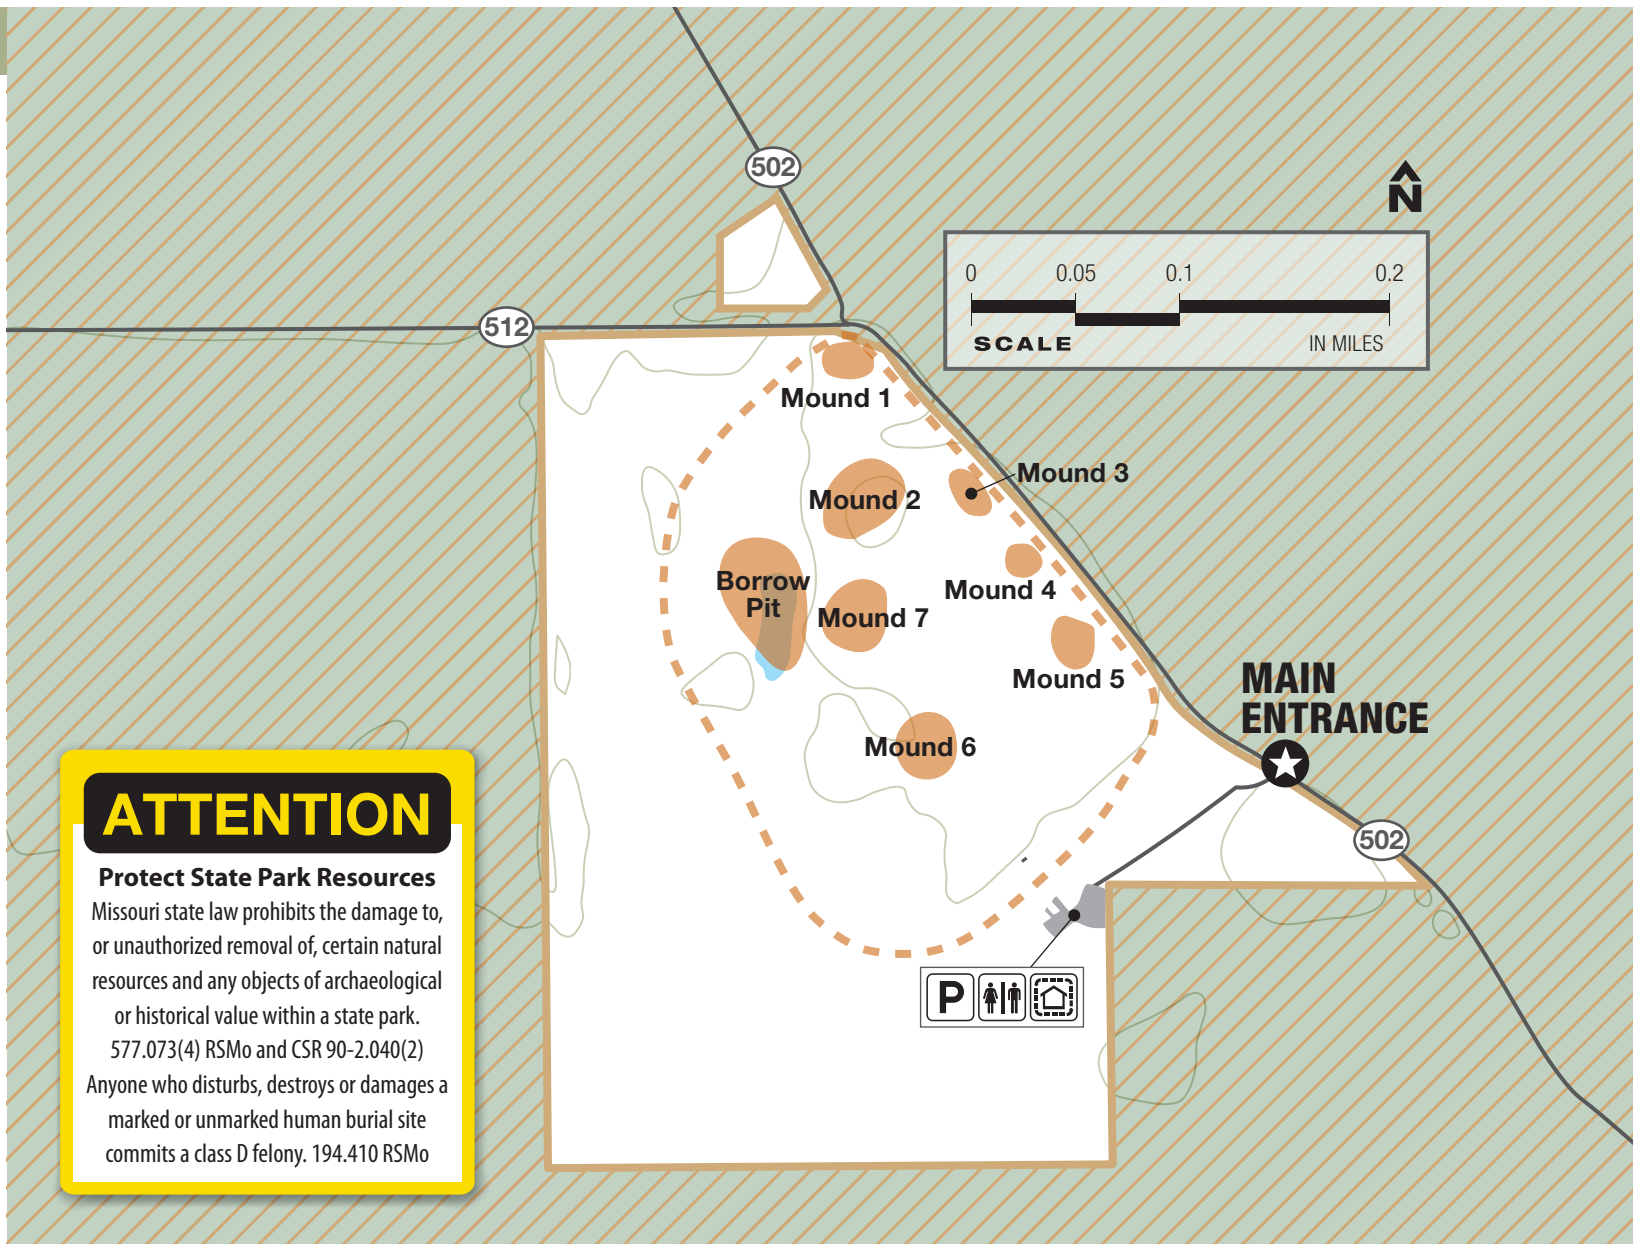 502
N
0 0.05 0.1 0.2
SCALE IN MILES
512
Mound 1
Mound 3
Mound 2
Borrow
Pit
Mound 4
Mound 7
Mound 5
MAIN
ENTRANCE
Mound 6
502
P
ATTENTION
Protect State Park Resources
Missouri state law prohibits the damage to,
or unauthorized removal of, certain natural
resources and any objects of archaeological
or historical value within a state park.
577.073(4) RSMo and CSR 90-2.040(2)
Anyone who disturbs, destroys or damages a
marked or unmarked human burial site
commits a class D felony. 194.410 RSMo